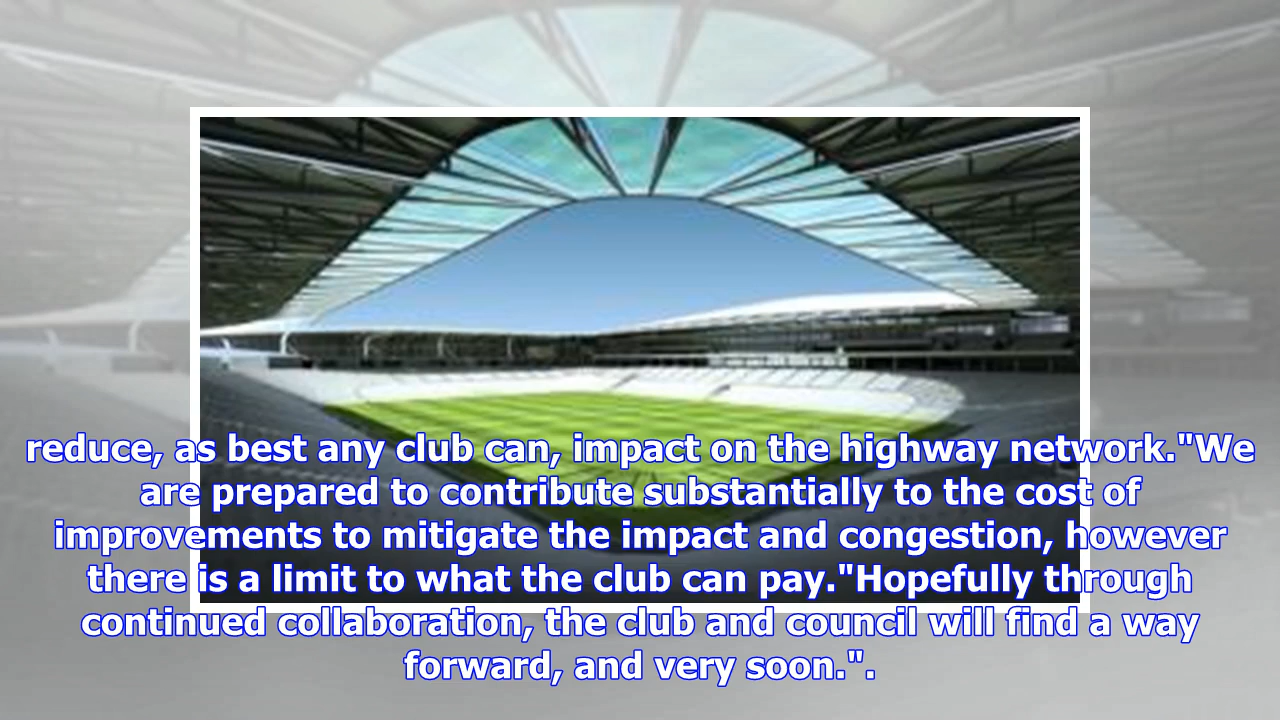 reduce, as best any club can, impact on the highway network."We
are prepared to contribute substantially to the cost of
improvements to mitigate the impact and congestion, however
there is a limit to what the club can pay."Hopefully through
continued collaboration, the club and council will find a way
forward, and very soon.".